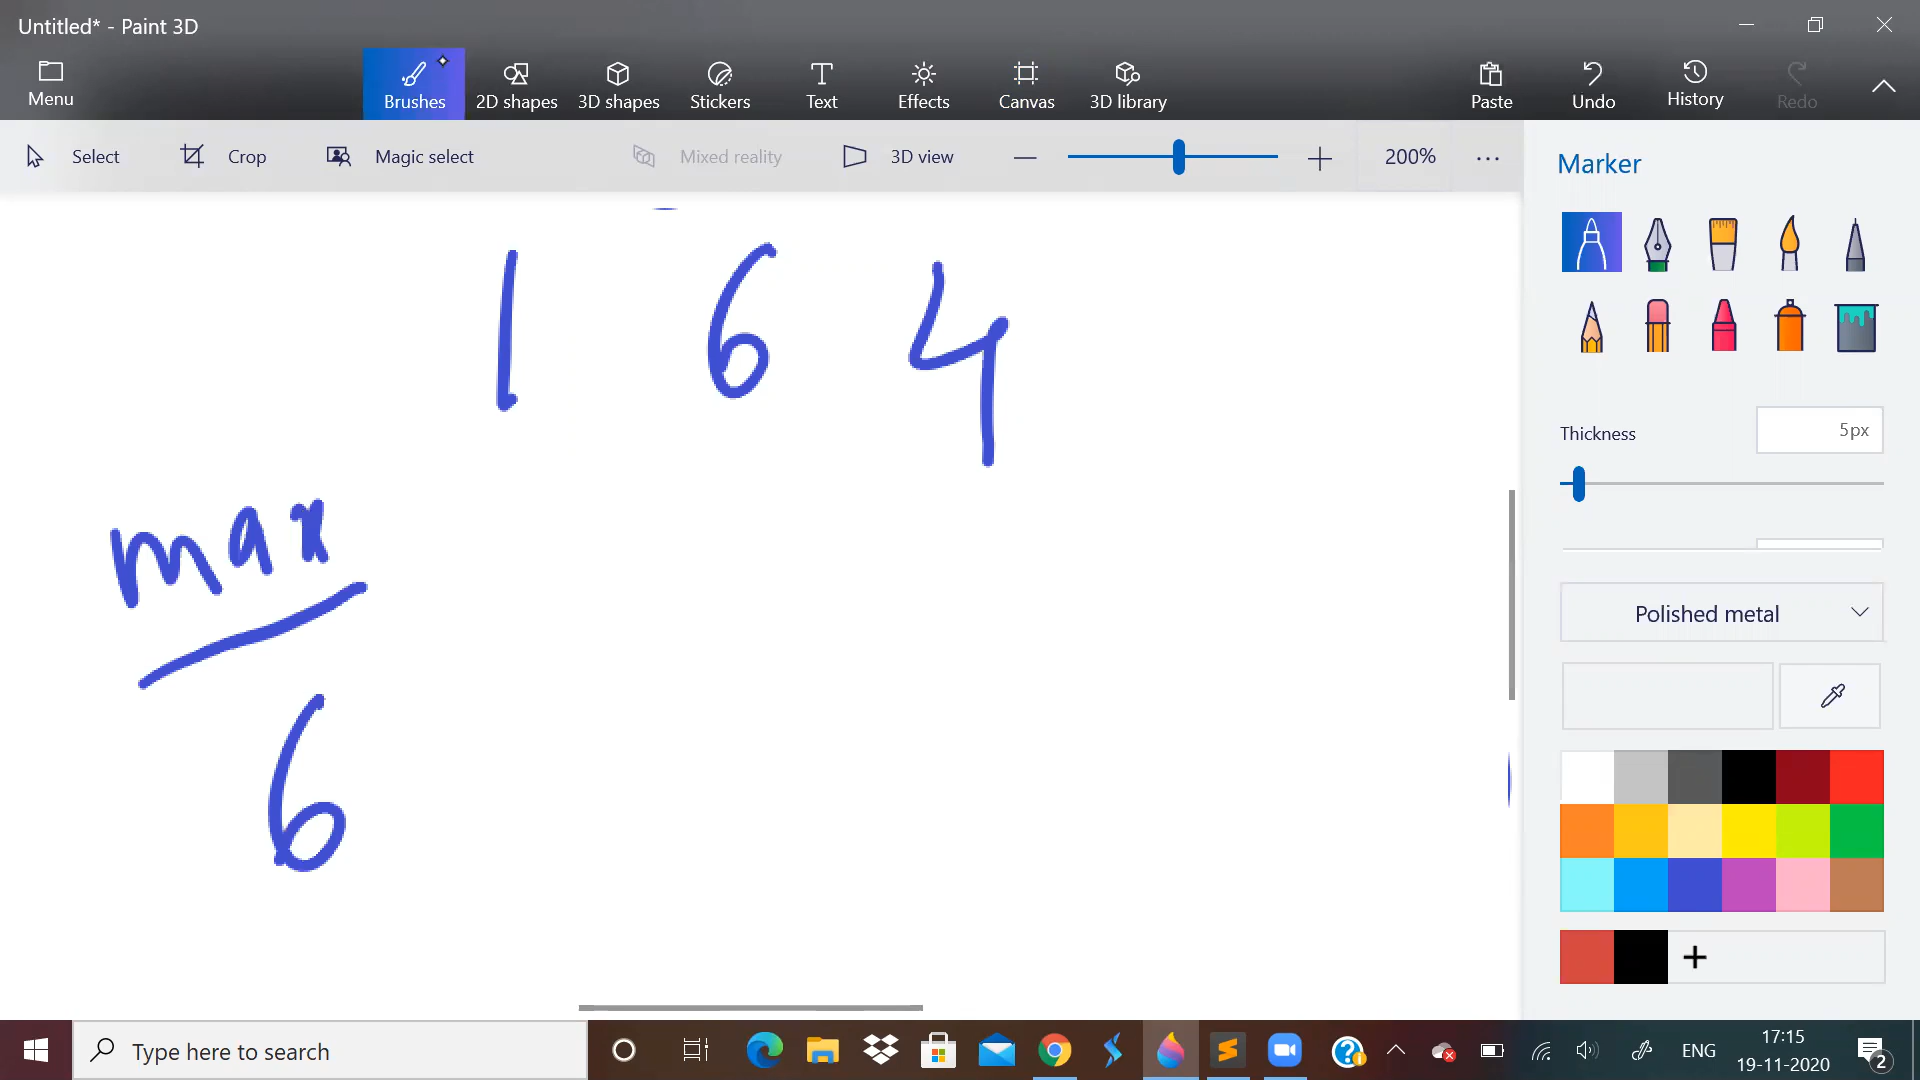 Untitled* - Paint 3D
Menu
Brushes
2D shapes
3D shapes
Stickers
Text
Effects
Canvas
3D library
Paste
Undo
History
Redo
Select
Crop
Magic select
Mixed reality
3D view
200%
Marker
1 6 4
Thickness
5px
max
Polished metal
6
Type here to search
ENG
17:15
19-11-2020
2